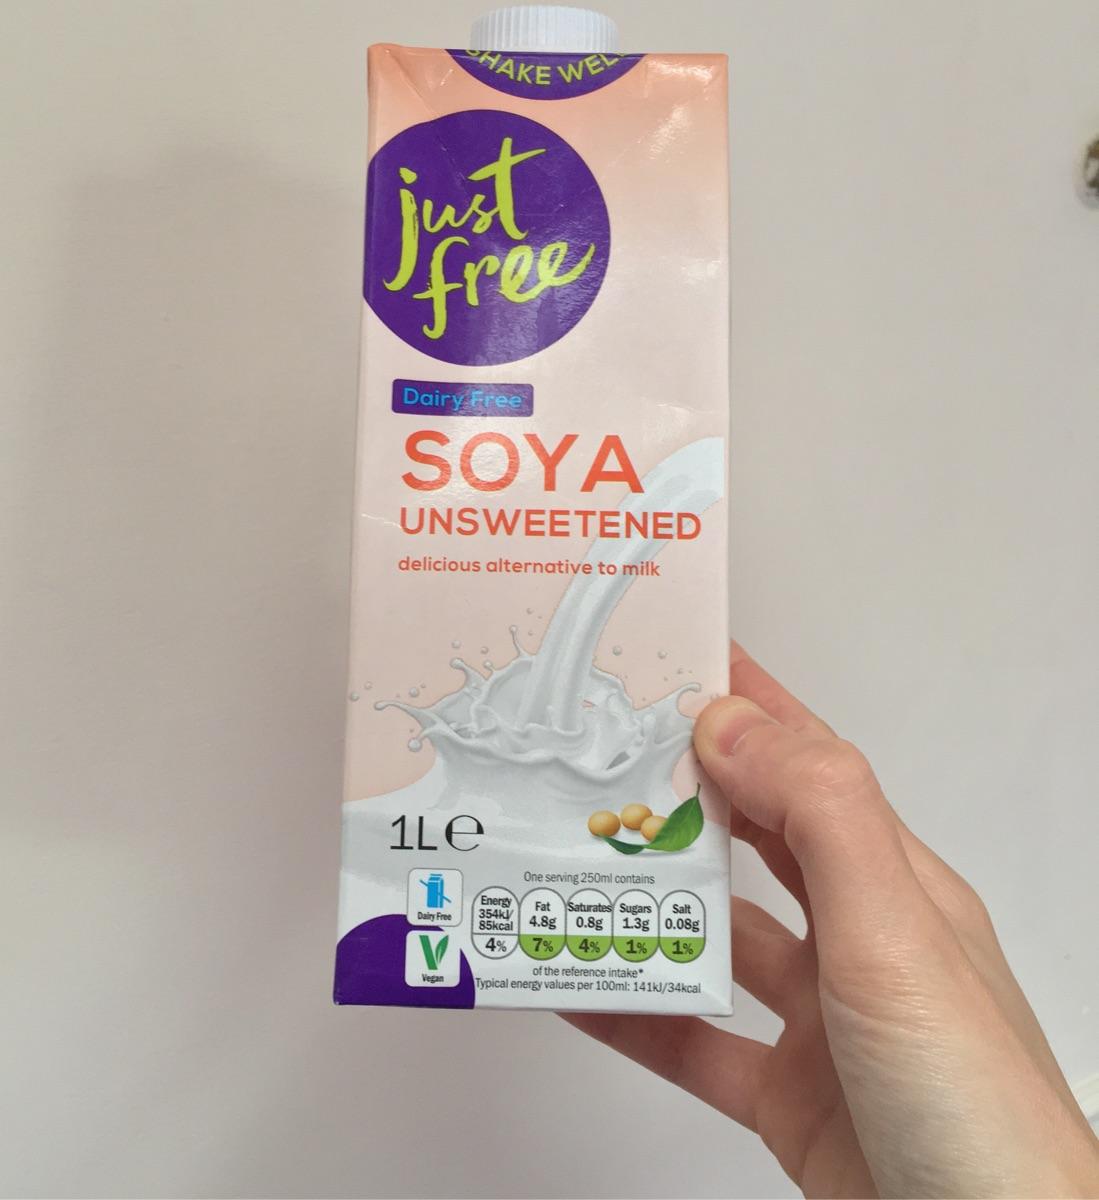 SHAKE WELL
just
free
Dairy Free
SOYA
UNSWEETENED
delicious alternative to milk
1L℮
One serving 250ml contains
Energy 354kJ/ 85kcal 4%
Fat 4.8g 7%
Saturates 0.8g 4%
Sugars 1.3g 1%
Salt 0.08g 1%
of the reference intake*
Typical energy values per 100ml: 141kJ/34kcal
Dairy Free
Vegan